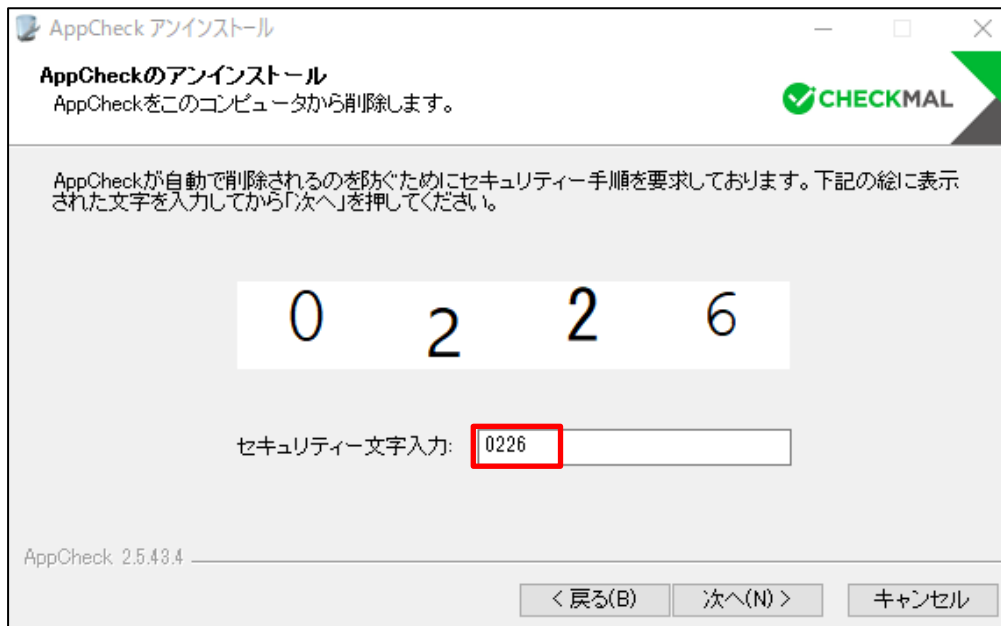 AppCheck アンインストール
AppCheckのアンインストール
AppCheckをこのコンピュータから削除します。
CHECKMAL
AppCheckが自動で削除されるのを防ぐためにセキュリティー手順を要求しております。下記の絵に表示
された文字を入力してから「次へ」を押してください。
0 2 2 6
セキュリティー文字入力: 0226
AppCheck 2.5.43.4
< 戻る(B) 次へ(N) > キャンセル